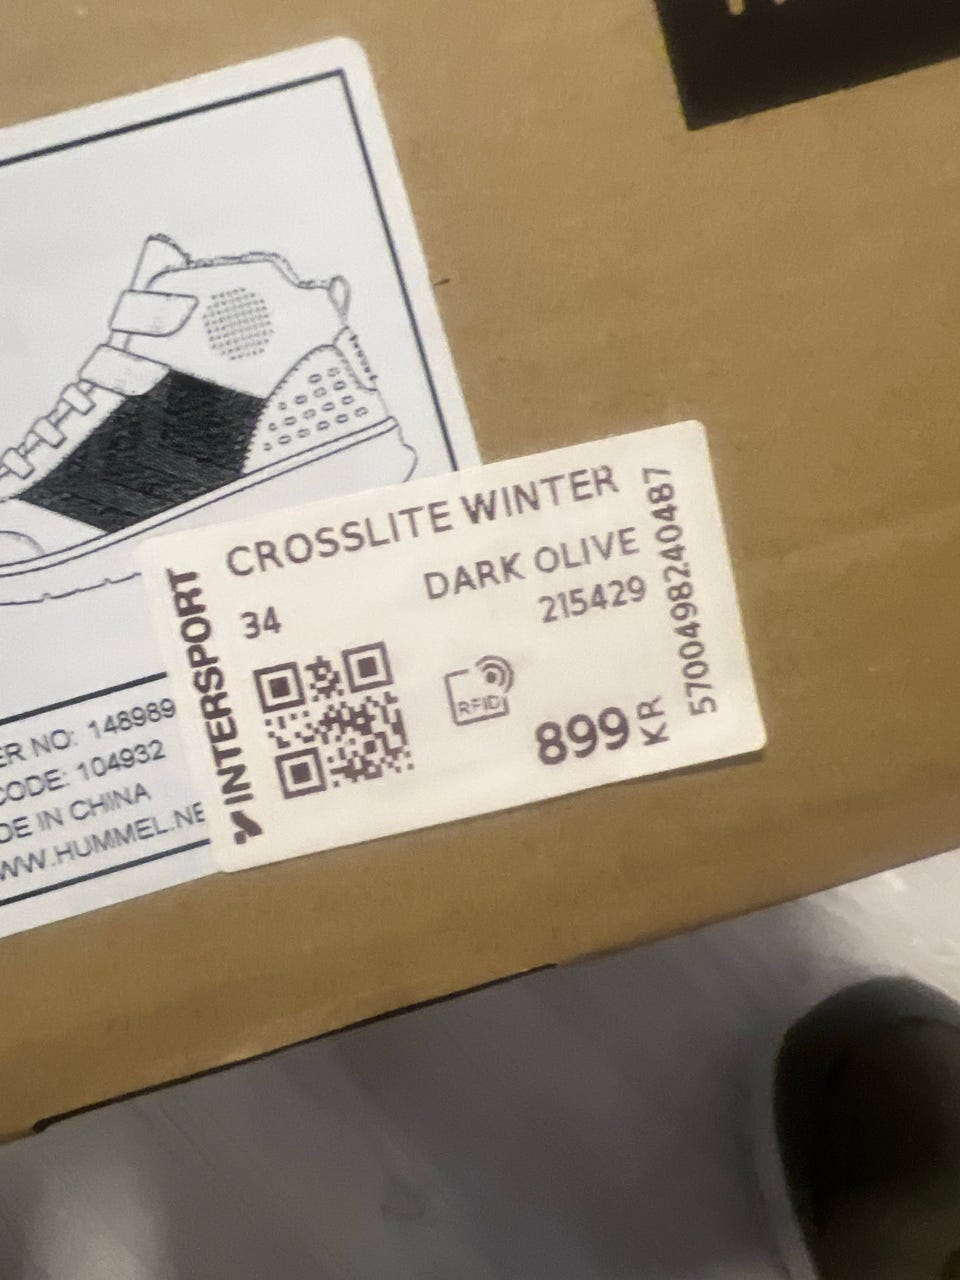 CROSSLITE WINTER
DARK OLIVE
34
215429
RFID
899 KR
INTERSPORT
5700498240487
ER NO: 148989
CODE: 104932
DE IN CHINA
WW.HUMMEL.NE